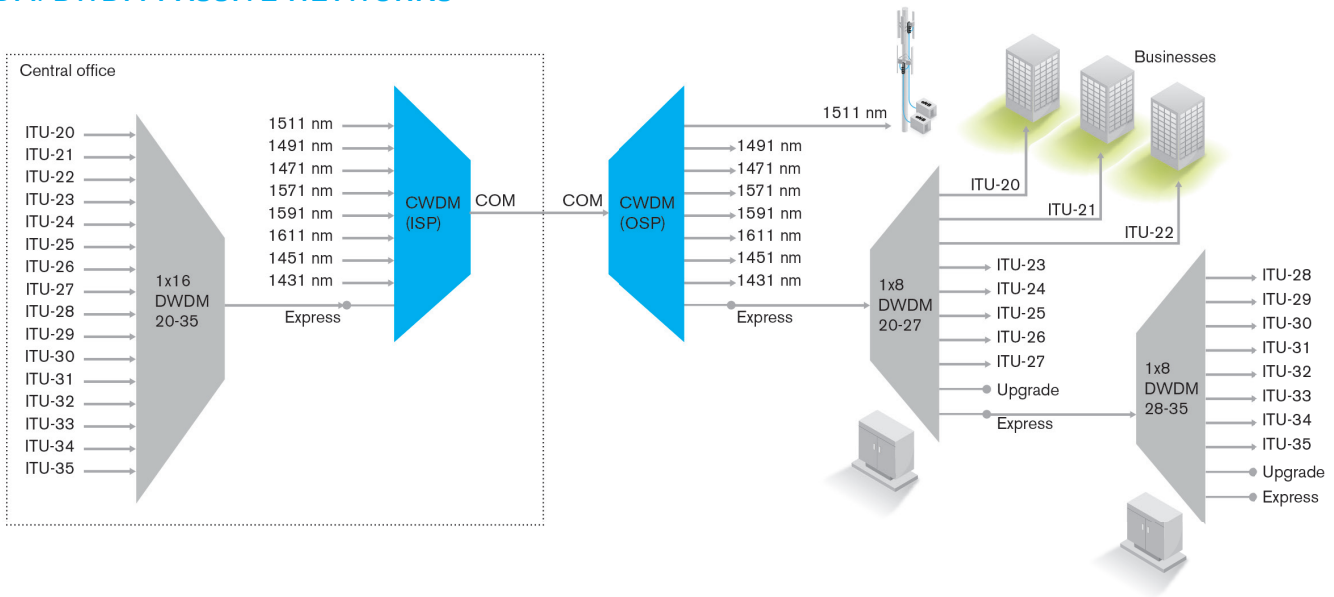 Central office
ITU-20
ITU-21
ITU-22
ITU-23
ITU-24
ITU-25
ITU-26
ITU-27
ITU-28
ITU-29
ITU-30
ITU-31
ITU-32
ITU-33
ITU-34
ITU-35
1x16
DWDM
20-35
1511 nm
1491 nm
1471 nm
1571 nm
1591 nm
1611 nm
1451 nm
1431 nm
Express
CWDM
(ISP)
COM
COM
CWDM
(OSP)
1511 nm
1491 nm
1471 nm
1571 nm
1591 nm
1611 nm
1451 nm
1431 nm
Express
Businesses
1x8
DWDM
20-27
ITU-20
ITU-21
ITU-22
ITU-23
ITU-24
ITU-25
ITU-26
ITU-27
Upgrade
Express
1x8
DWDM
28-35
ITU-28
ITU-29
ITU-30
ITU-31
ITU-32
ITU-33
ITU-34
ITU-35
Upgrade
Express